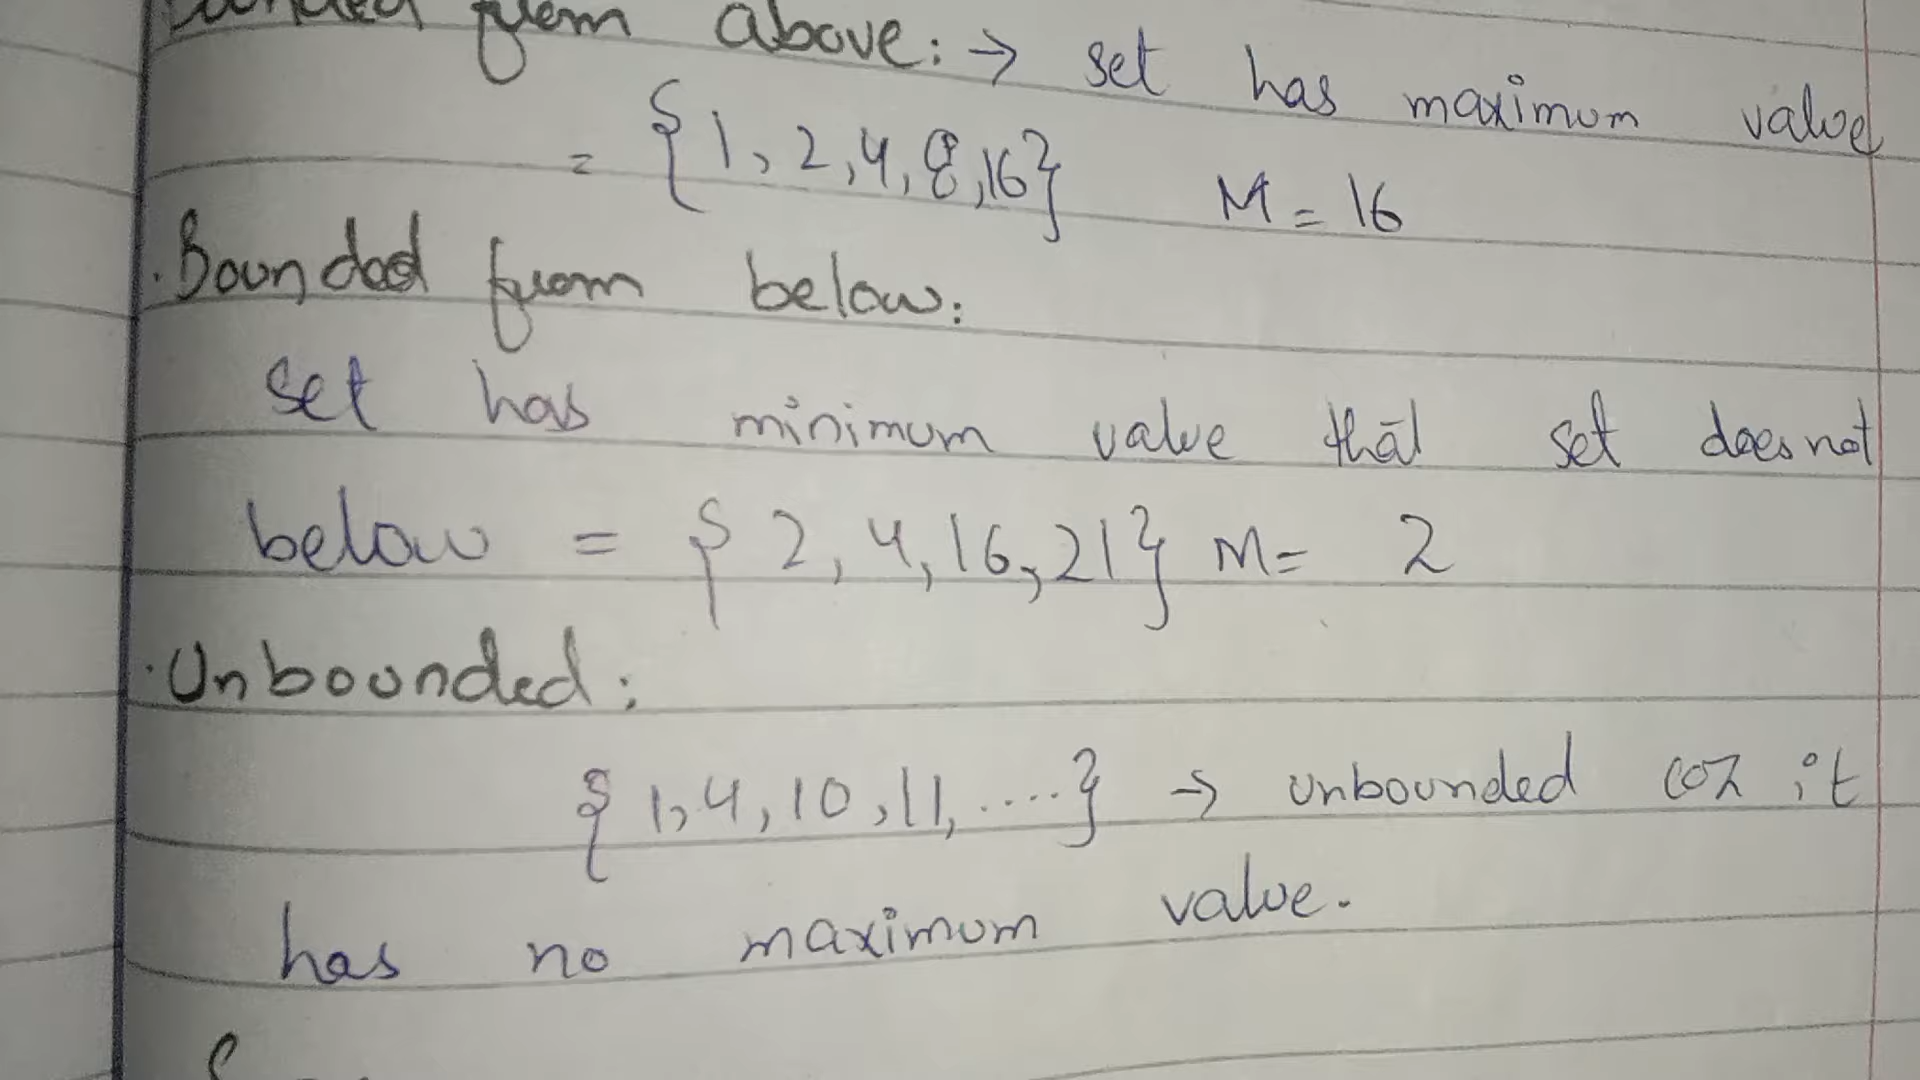 from above: → set has maximum value
= {1, 2, 4, 8, 16} M = 16
. Bounded from below:
set has minimum value that set does not
below = { 2, 4, 16, 21} M = 2
. Unbounded:
{ 1, 4, 10, 11, .....} → unbounded coz it
has no maximum value.